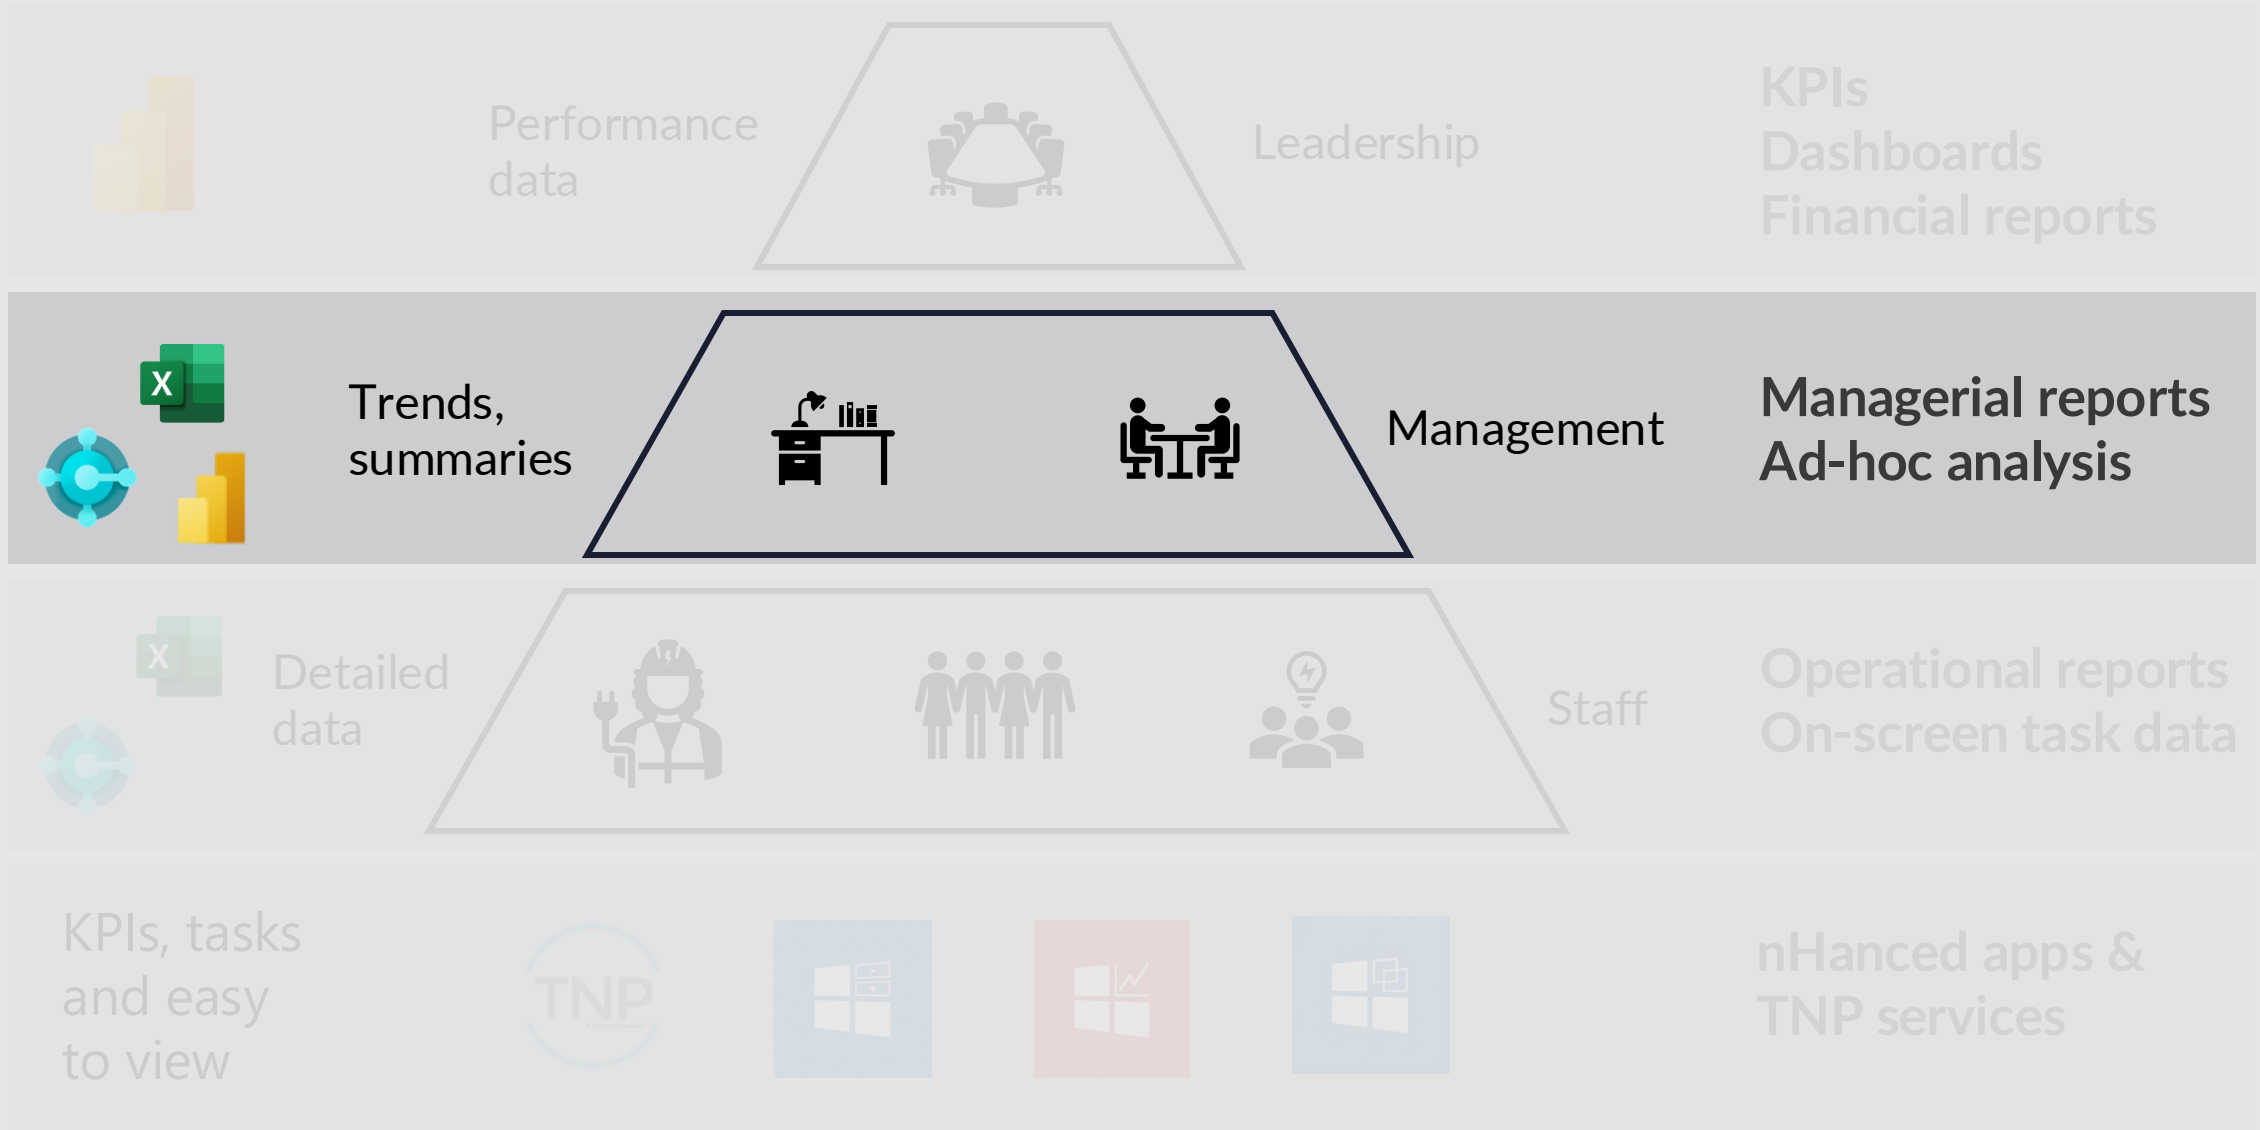 Performance
data
Leadership
KPIs
Dashboards
Financial reports
X
Trends,
summaries
Management
Managerial reports
Ad-hoc analysis
X
Detailed
data
Staff
Operational reports
On-screen task data
KPIs, tasks
and easy
to view
TNP
nHanced apps &
TNP services